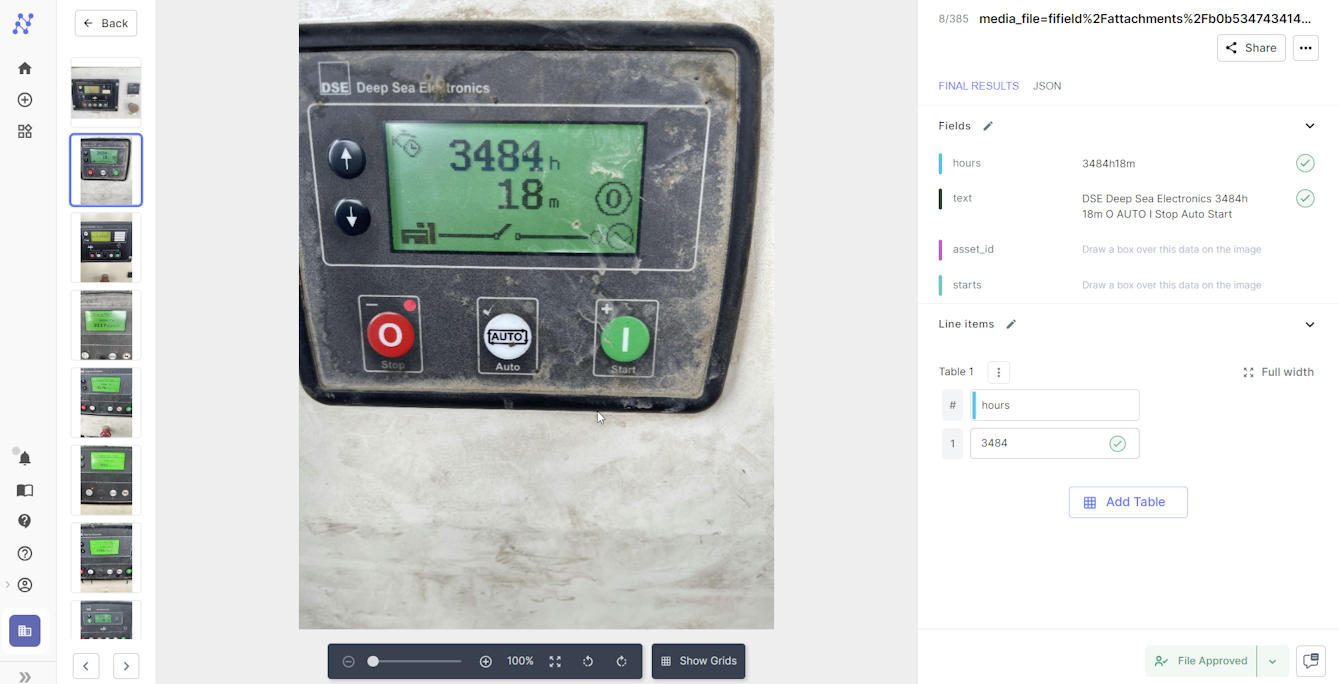 Back
8/385 media_file=fifield%2Fattachments%2Fb0b534743414...
Share
FINAL RESULTS JSON
Fields
hours 3484h18m
text DSE Deep Sea Electronics 3484h
18m O AUTO I Stop Auto Start
asset_id Draw a box over this data on the image
starts Draw a box over this data on the image
Line items
Table 1 Full width
# hours
1 3484
Add Table
File Approved
DSE Deep Sea Electronics
3484 h
18 m
0
O AUTO I
Stop Auto Start
100% Show Grids